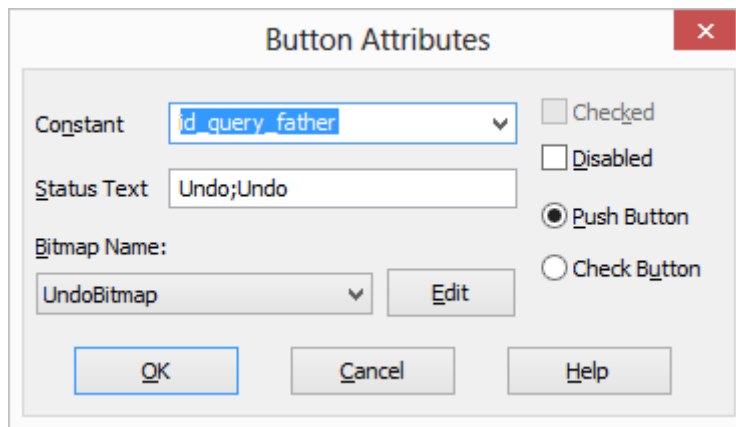 Button Attributes
Constant
id_query_father
Checked
Disabled
Status Text
Undo;Undo
Push Button
Bitmap Name:
Check Button
UndoBitmap
Edit
OK
Cancel
Help